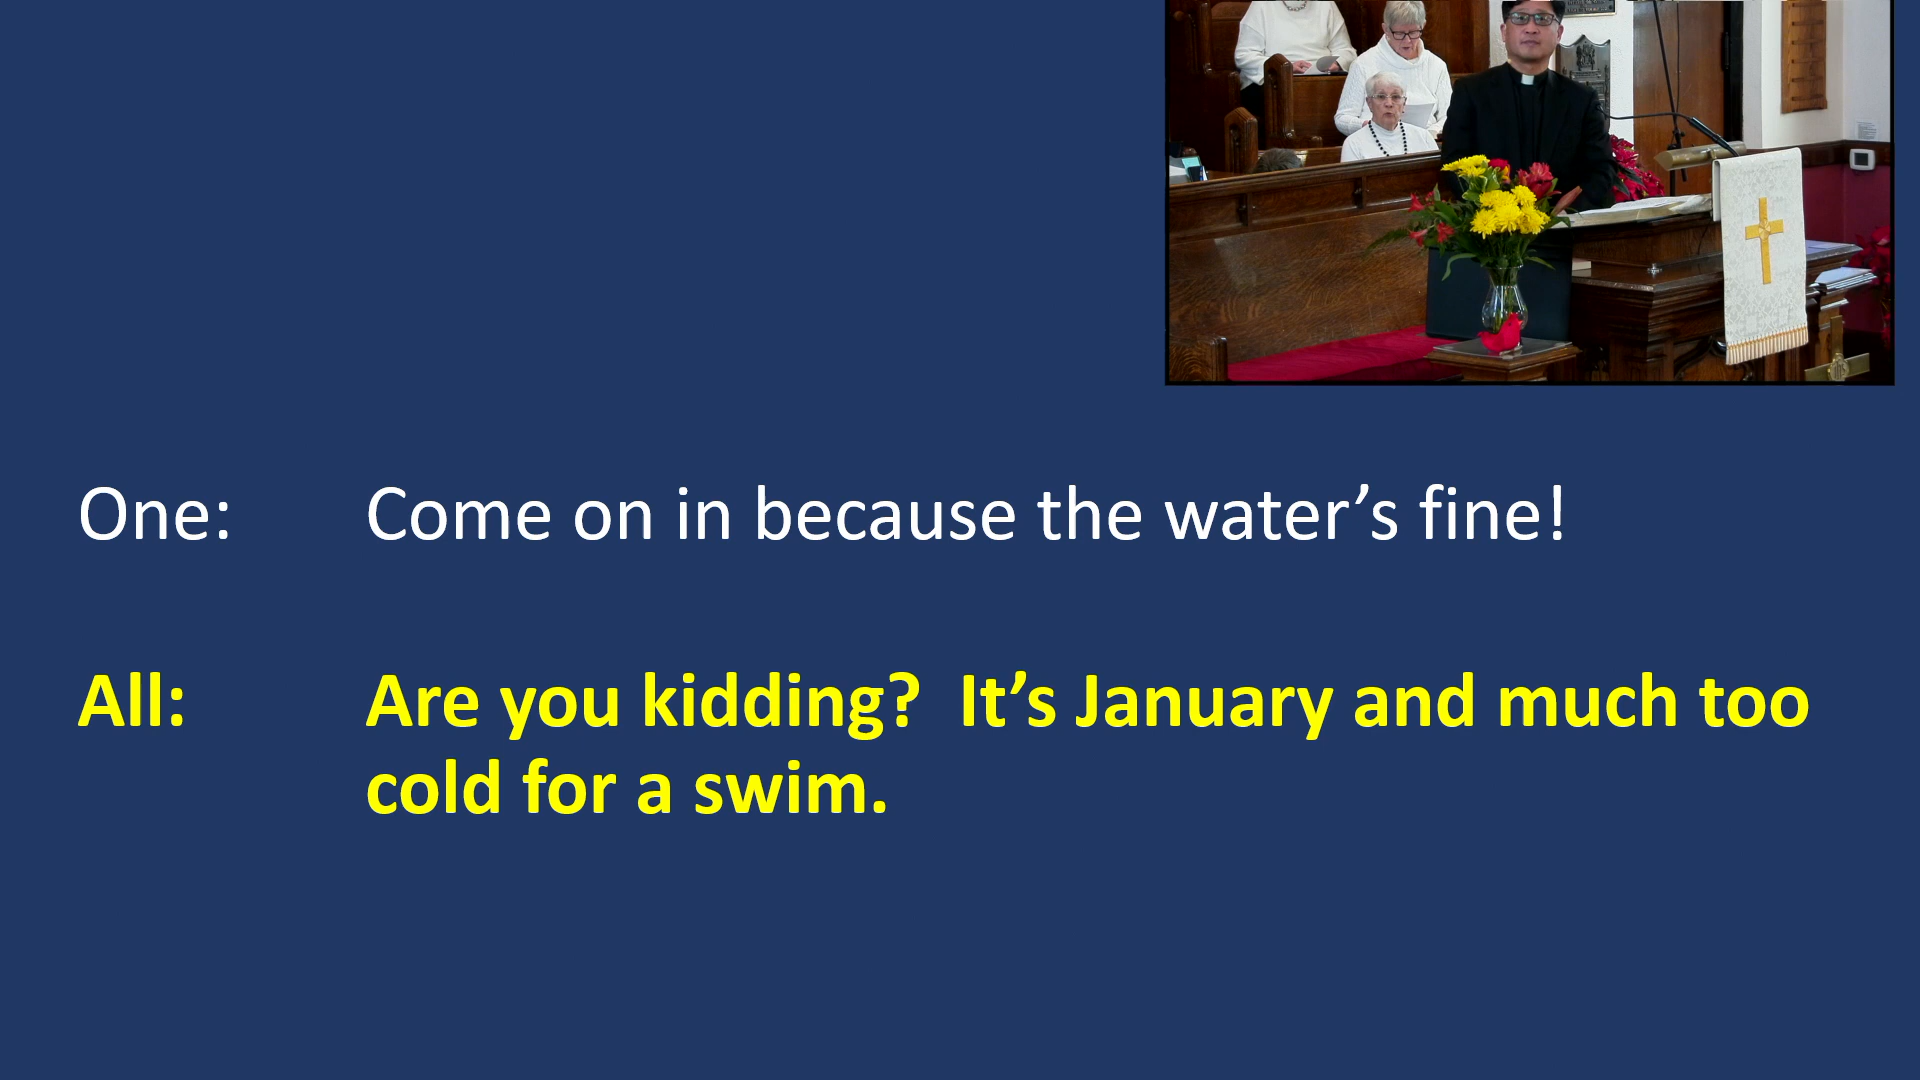 One: Come on in because the water’s fine!
All: Are you kidding?  It’s January and much too
cold for a swim.